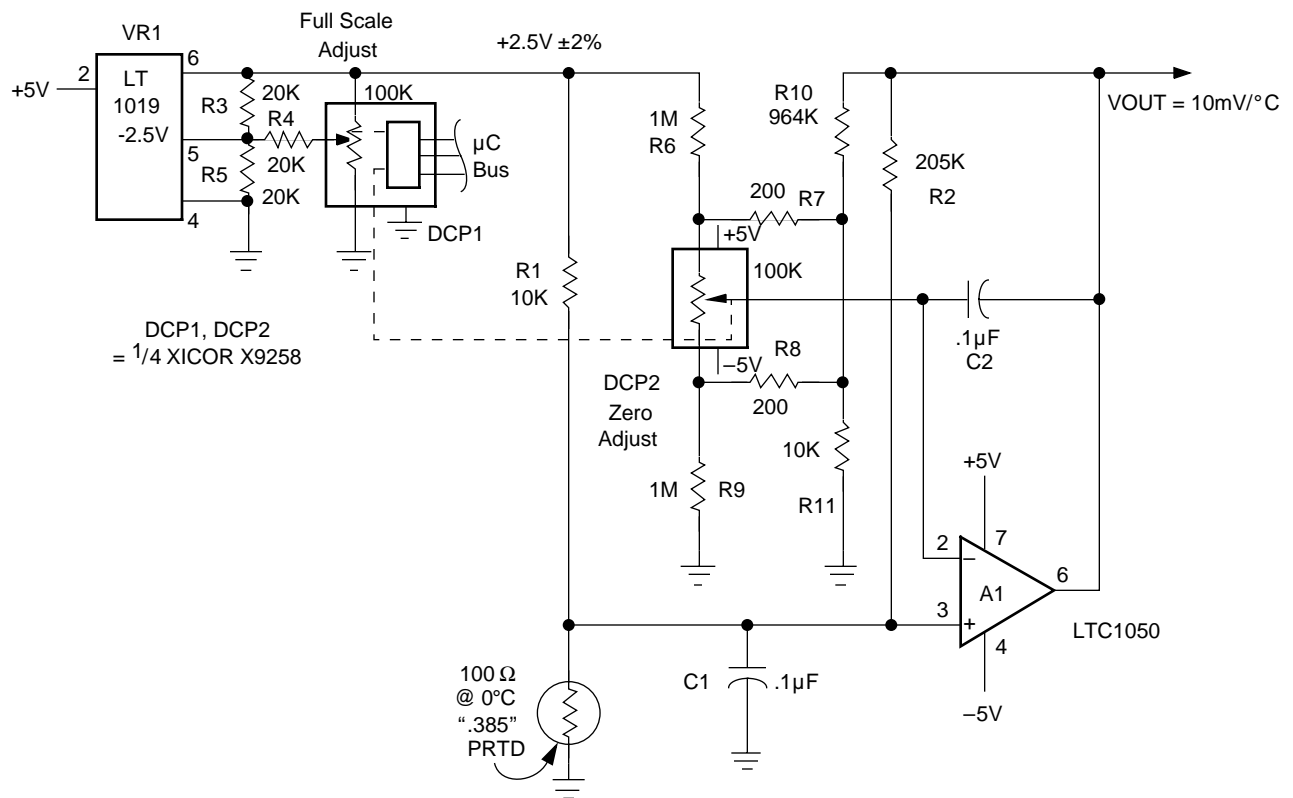 Full Scale
Adjust
VR1
+2.5V ±2%
+5V
2
6
LT
1019
-2.5V
5
4
R3
20K
R4
20K
R5
20K
100K
µC
Bus
DCP1
DCP1, DCP2
= 1/4 XICOR X9258
R1
10K
1M
R6
R10
964K
205K
R2
VOUT = 10mV/°C
200
R7
+5V
100K
–5V
R8
200
DCP2
Zero
Adjust
.1µF
C2
1M
R9
10K
R11
+5V
2
7
–
A1
6
3
+
4
LTC1050
–5V
100 Ω
@ 0°C
“.385”
PRTD
C1
.1µF